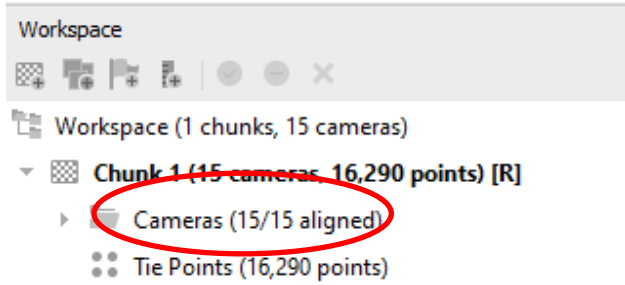 Workspace
Workspace (1 chunks, 15 cameras)
Chunk 1 (15 cameras, 16,290 points) [R]
Cameras (15/15 aligned)
Tie Points (16,290 points)